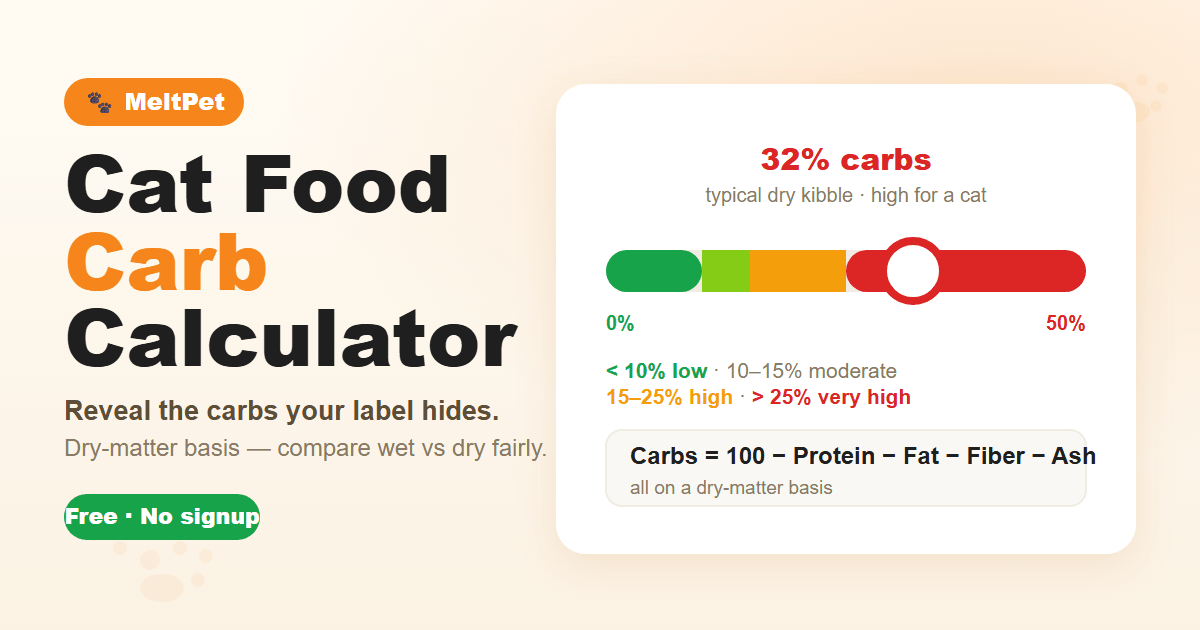 MeltPet
Cat Food
Carb
Calculator
Reveal the carbs your label hides.
Dry-matter basis — compare wet vs dry fairly.
Free · No signup
32% carbs
typical dry kibble · high for a cat
0%
50%
< 10% low · 10–15% moderate
15–25% high · > 25% very high
Carbs = 100 − Protein − Fat − Fiber − Ash
all on a dry-matter basis